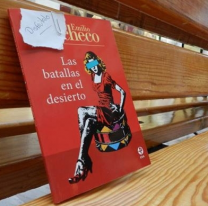 Emilio
checo
Las
batallas
en el
desierto